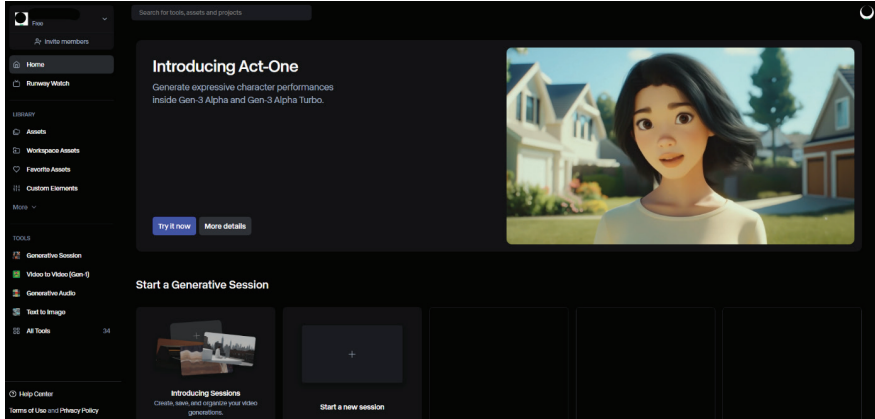 Free
Invite members
Home
Runway Watch
LIBRARY
Assets
Workspace Assets
Favorite Assets
Custom Elements
More
TOOLS
Generative Session
Video to Video (Gen-1)
Generative Audio
Text to Image
All Tools 34
Help Center
Terms of Use and Privacy Policy
Search for tools, assets and projects
Introducing Act-One
Generate expressive character performances
inside Gen-3 Alpha and Gen-3 Alpha Turbo.
Try it now More details
Start a Generative Session
Introducing Sessions
Create, save, and organize your video
generations.
Start a new session